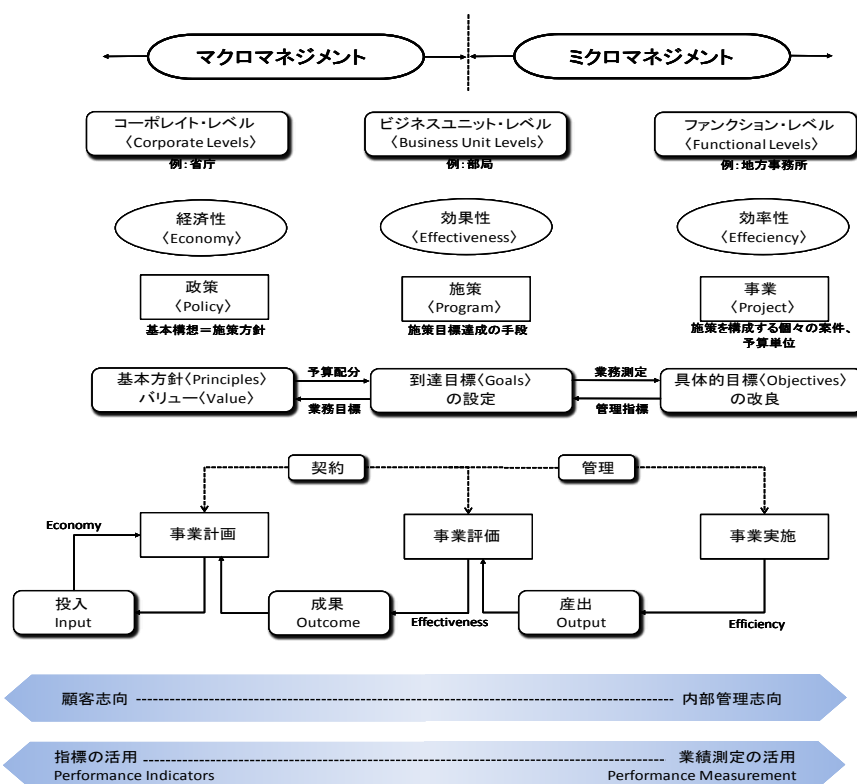 マクロマネジメント
ミクロマネジメント
コーポレイト・レベル
〈Corporate Levels〉
例：省庁
ビジネスユニット・レベル
〈Business Unit Levels〉
例：部局
ファンクション・レベル
〈Functional Levels〉
例：地方事務所
経済性
〈Economy〉
効果性
〈Effectiveness〉
効率性
〈Effeciency〉
政策
〈Policy〉
基本構想＝施策方針
施策
〈Program〉
施策目標達成の手段
事業
〈Project〉
施策を構成する個々の案件、
予算単位
基本方針〈Principles〉
バリュー〈Value〉
予算配分
業務目標
到達目標〈Goals〉
の設定
業務測定
管理指標
具体的目標〈Objectives〉
の改良
契約
管理
Economy
事業計画
事業評価
事業実施
投入
Input
成果
Outcome
Effectiveness
産出
Output
Efficiency
顧客志向
内部管理志向
指標の活用
Performance Indicators
業績測定の活用
Performance Measurement